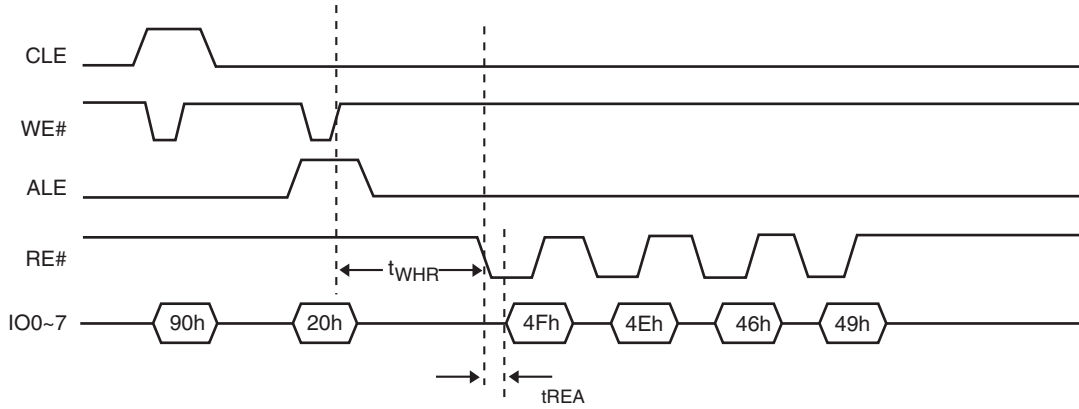 CLE
WE#
ALE
RE#
tWHR
IO0~7 90h 20h 4Fh 4Eh 46h 49h
tREA